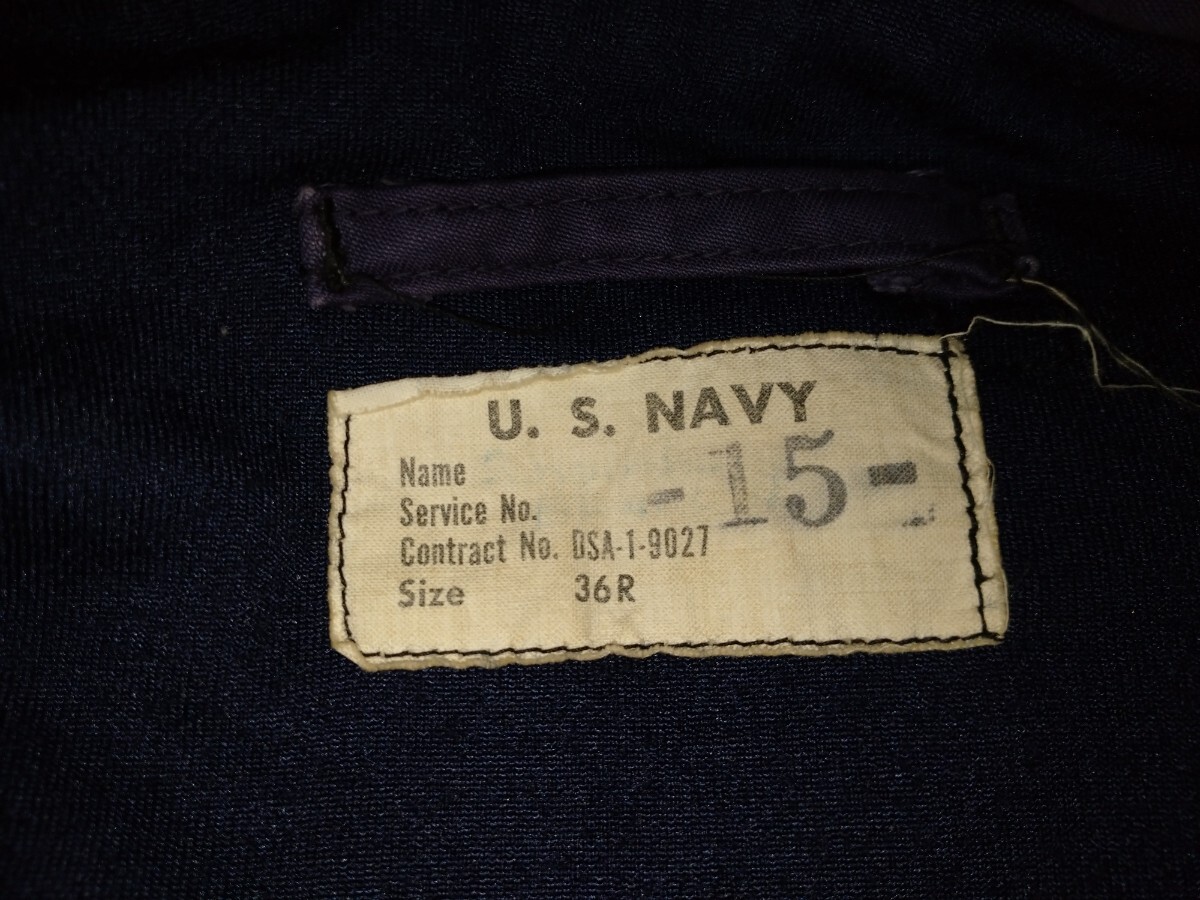 U. S. NAVY
Name
-15-
Service No.
Contract No. DSA-1-9027
Size 36R